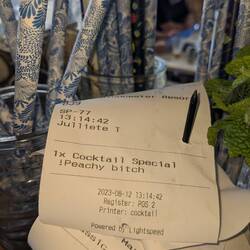 SP-77
13:14:42
Julliete T
1x Cocktail Special
!Peachy bitch
2023-08-12 13:14:42
Register: POS 2
Printer: cocktail
Powered by Lightspeed